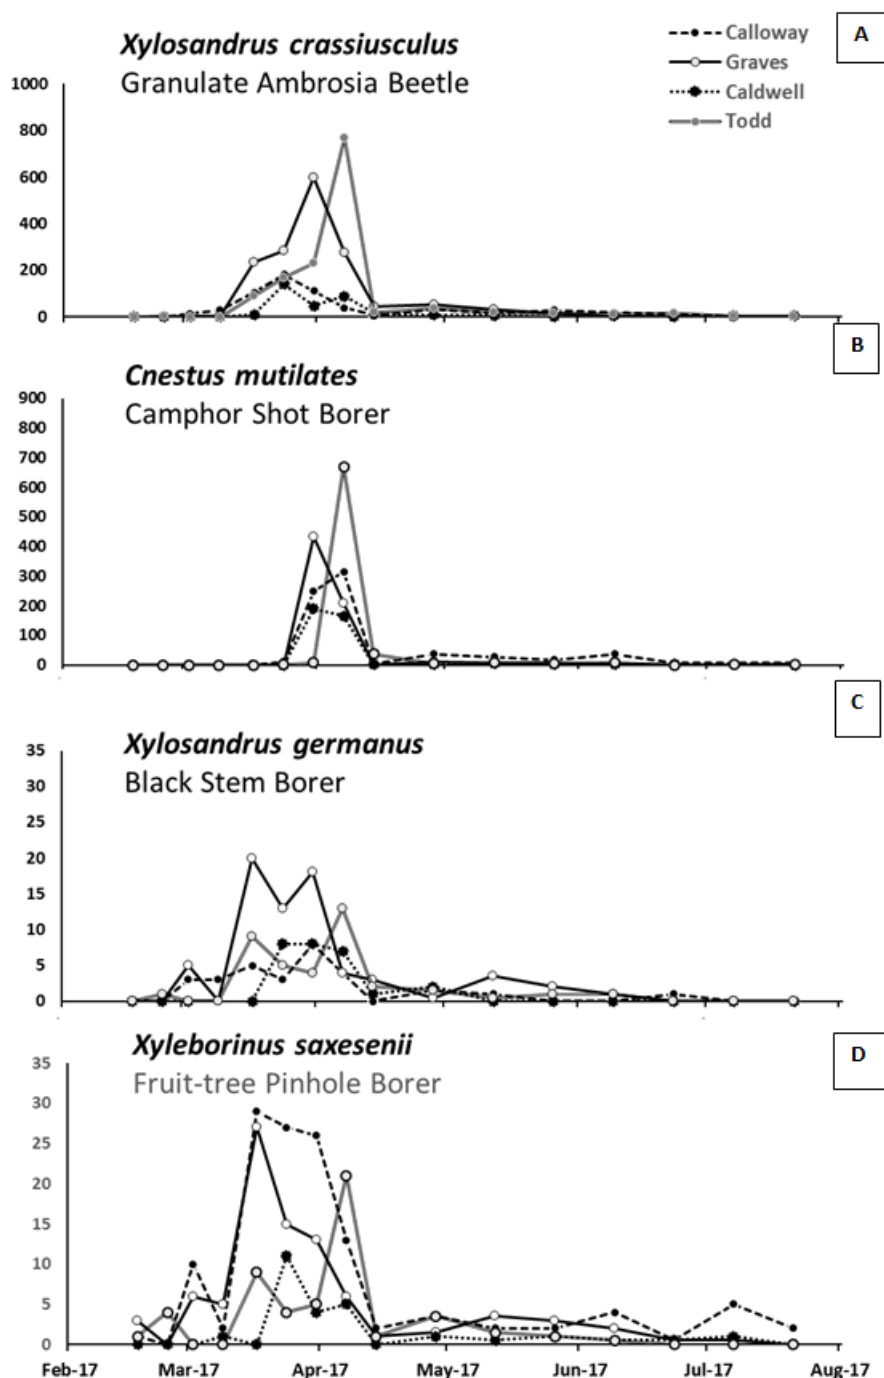 Xylosandrus crassiusculus
Granulate Ambrosia Beetle
Calloway
Graves
Caldwell
Todd
A
1000
800
600
400
200
0
B
Cnestus mutilates
Camphor Shot Borer
900
800
700
600
500
400
300
200
100
0
C
Xylosandrus germanus
Black Stem Borer
35
30
25
20
15
10
5
0
D
Xyleborinus saxesenii
Fruit-tree Pinhole Borer
35
30
25
20
15
10
5
0
Feb-17 Mar-17 Apr-17 May-17 Jun-17 Jul-17 Aug-17